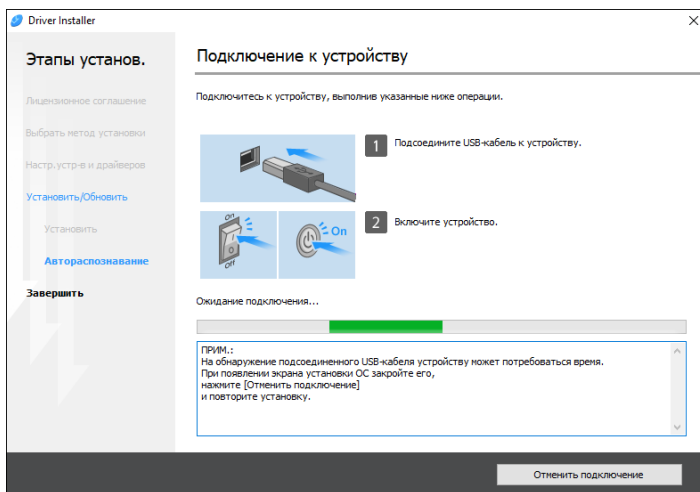 Driver Installer
Этапы установ.
Подключение к устройству
Лицензионное соглашение
Выбрать метод установки
Настр.устр-в и драйверов
Установить/Обновить
Установить
Автораспознавание
Завершить
Подключитесь к устройству, выполнив указанные ниже операции.
1 Подсоедините USB-кабель к устройству.
On
Off
On
2 Включите устройство.
Ожидание подключения...
ПРИМ.:
На обнаружение подсоединенного USB-кабеля устройству может потребоваться время.
При появлении экрана установки ОС закройте его,
нажмите [Отменить подключение]
и повторите установку.
Отменить подключение